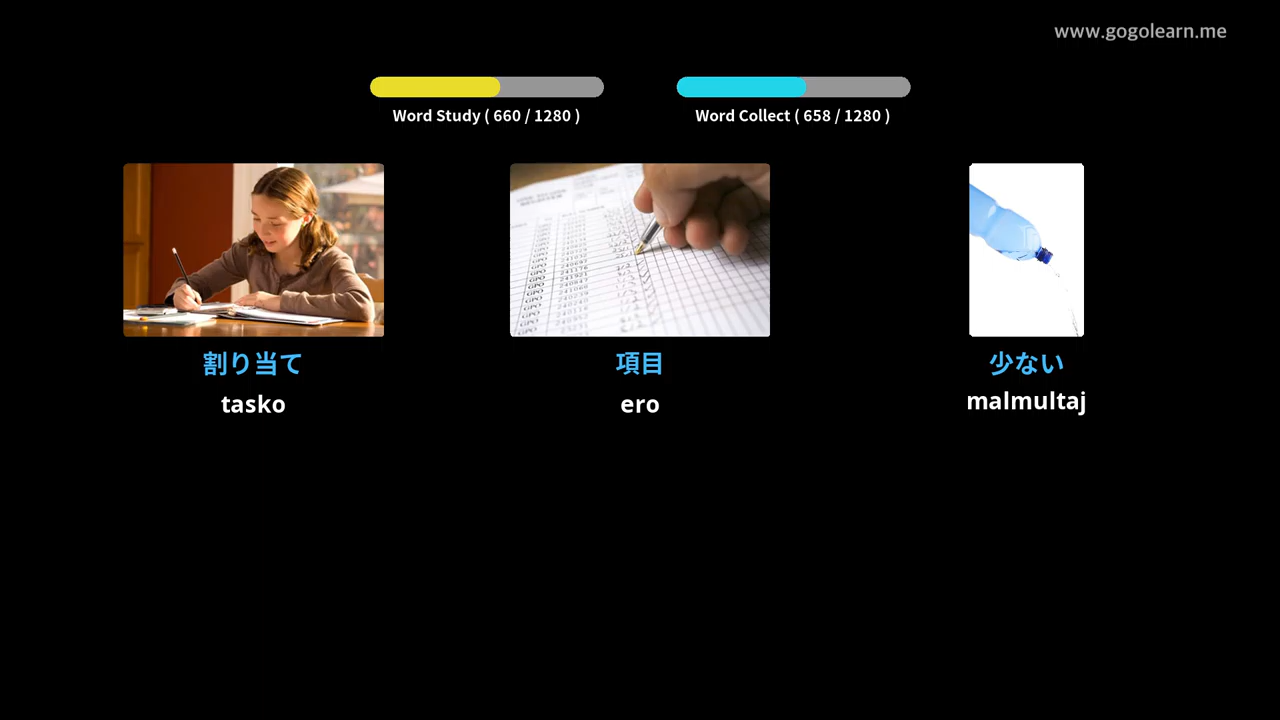 www.gogolearn.me
Word Study ( 660 / 1280 )
Word Collect ( 658 / 1280 )
割り当て
項目
少ない
tasko
ero
malmultaj